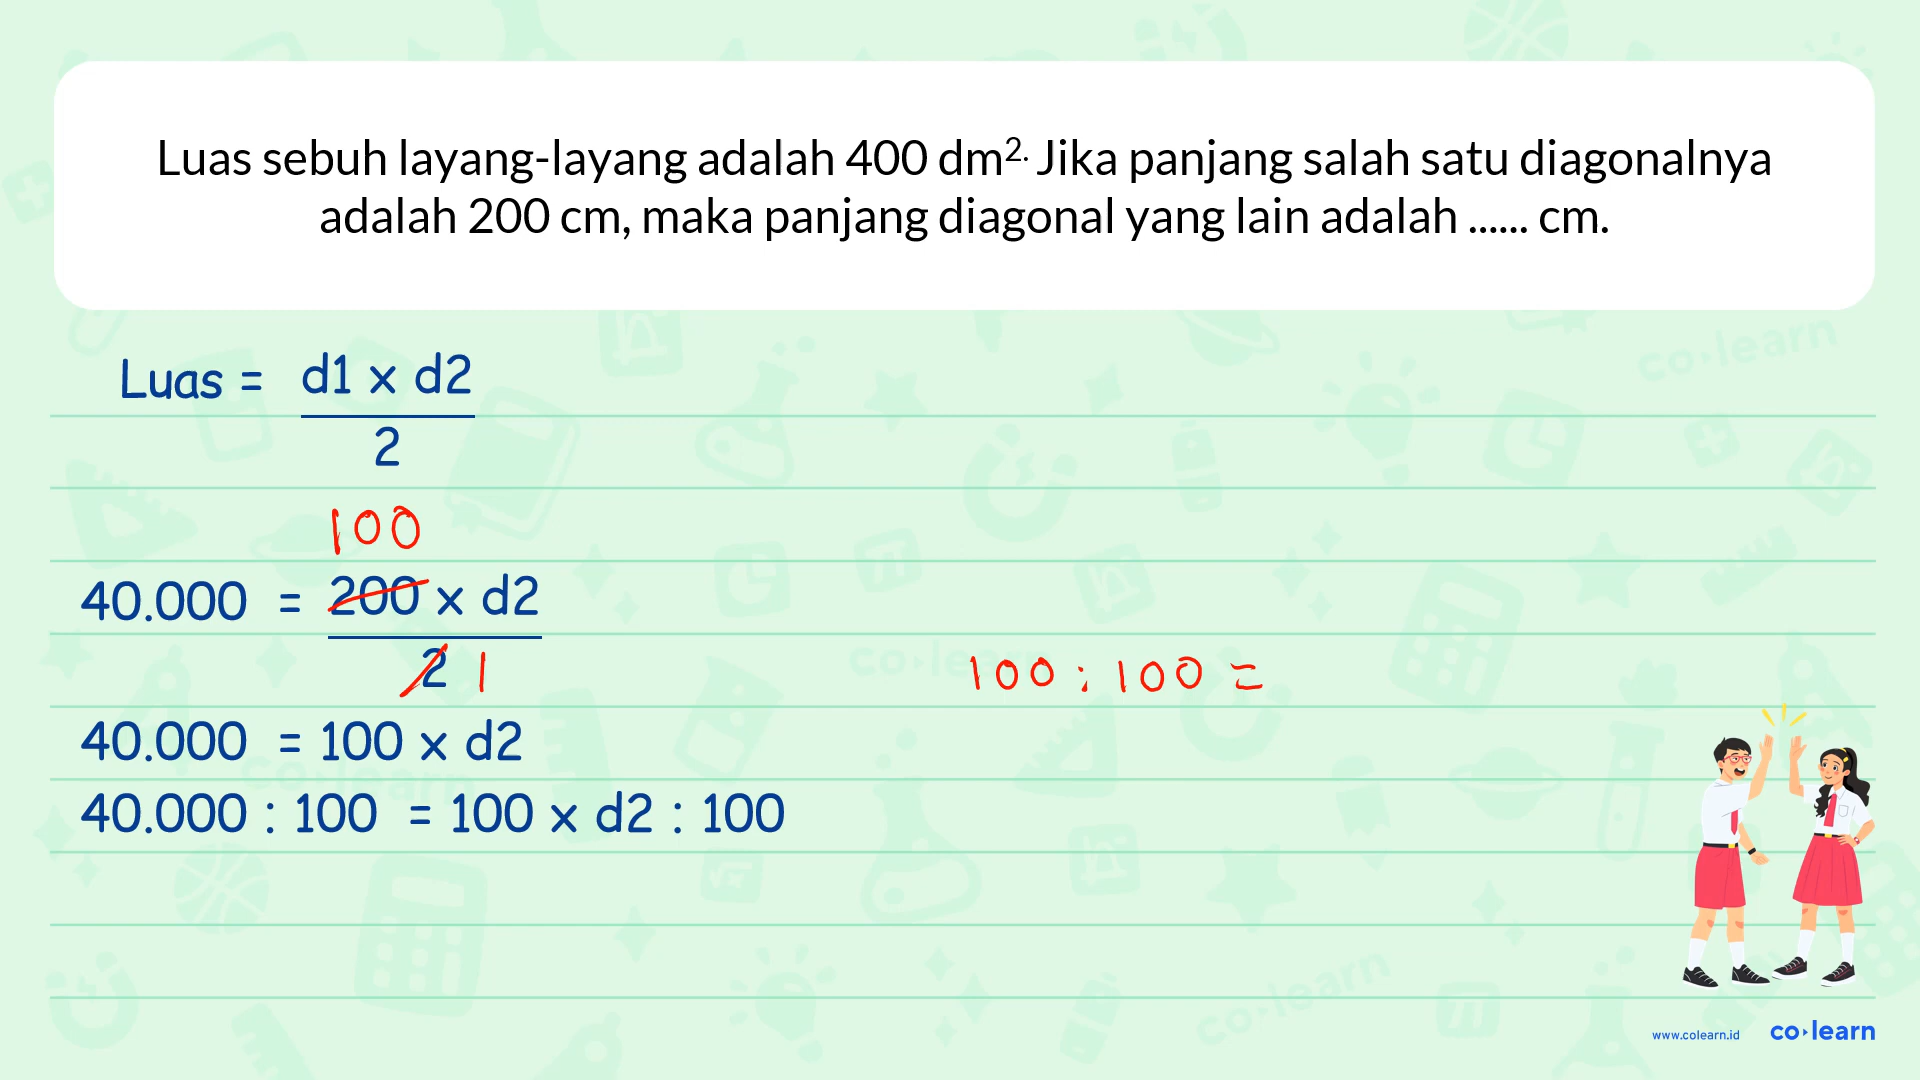 Luas sebuh layang-layang adalah 400 dm². Jika panjang salah satu diagonalnya
adalah 200 cm, maka panjang diagonal yang lain adalah ...... cm.
Luas = d1 x d2
2
100
40.000 = 200 x d2
2 1
100 : 100 =
40.000 = 100 x d2
40.000 : 100 = 100 x d2 : 100
www.colearn.id co·learn